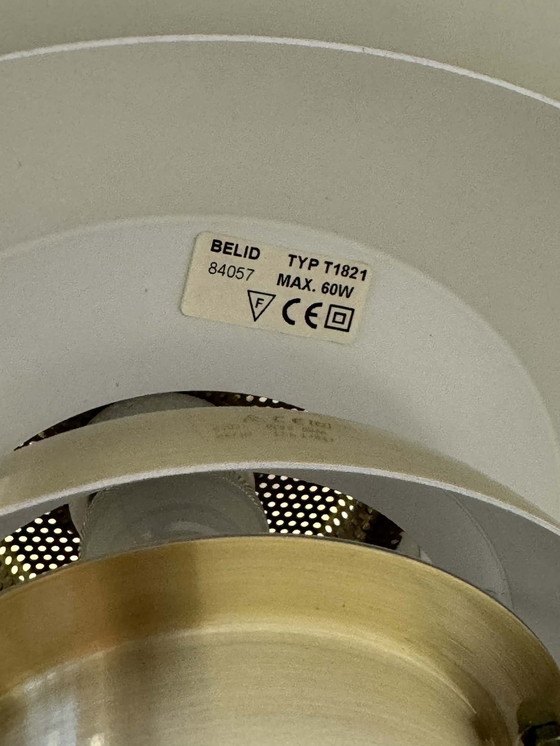 BELID TYP T1821
84057 MAX. 60W
F CE